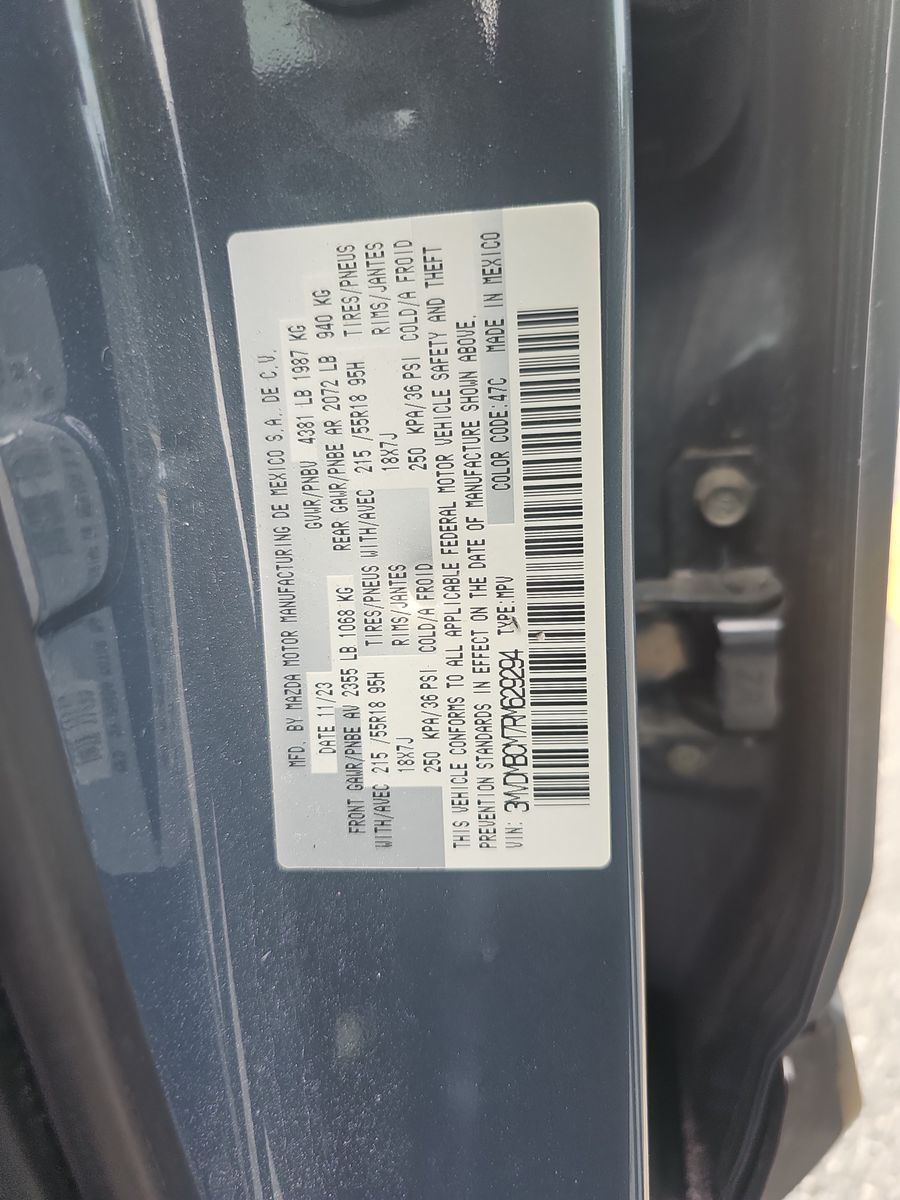 MFD. BY MAZDA MOTOR MANUFACTURING DE MEXICO S.A. DE C.V.
DATE 11/23 GVWR/PNBV 4381 LB 1987 KG
FRONT GAWR/PNBE AV 2355 LB 1068 KG REAR GAWR/PNBE AR 2072 LB 940 KG
WITH/AVEC 215 /55R18 95H TIRES/PNEUS WITH/AVEC 215 /55R18 95H TIRES/PNEUS
18X7J RIMS/JANTES 18X7J RIMS/JANTES
250 KPA/36 PSI COLD/A FROID 250 KPA/36 PSI COLD/A FROID
THIS VEHICLE CONFORMS TO ALL APPLICABLE FEDERAL MOTOR VEHICLE SAFETY AND THEFT
PREVENTION STANDARDS IN EFFECT ON THE DATE OF MANUFACTURE SHOWN ABOVE.
VIN: 3MVDMBCM7RM629294 TYPE:MPV COLOR CODE:47C MADE IN MEXICO